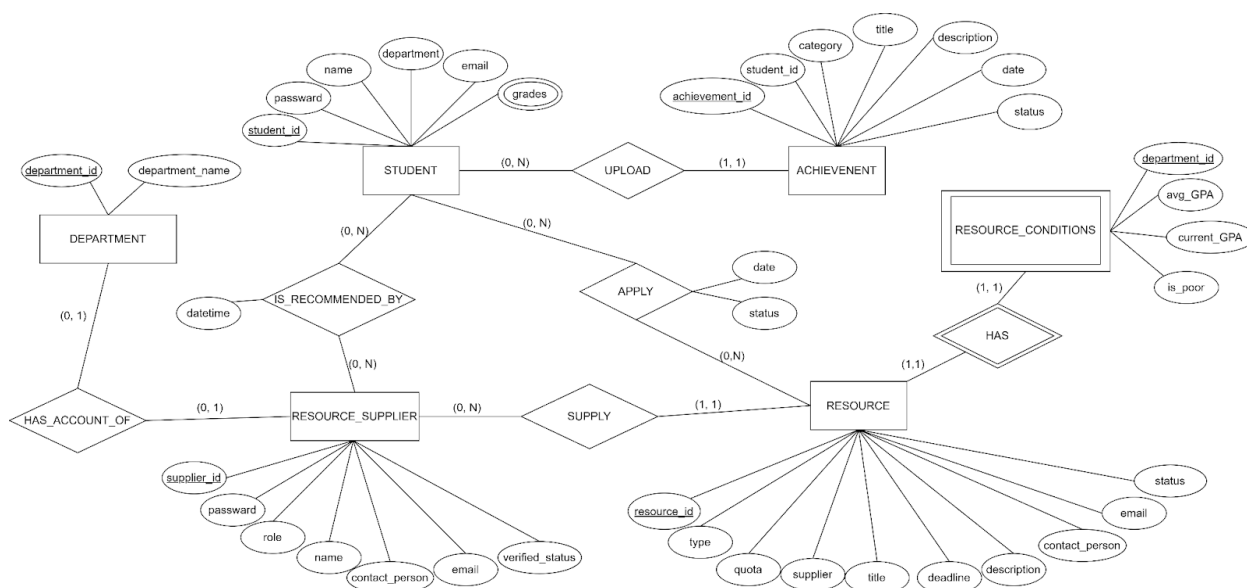 title
department
category
description
name
email
student_id
date
passward
grades
achievement_id
status
student_id
department_id
department_name
STUDENT
(0, N)
UPLOAD
(1, 1)
ACHIEVENENT
department_id
avg_GPA
DEPARTMENT
RESOURCE_CONDITIONS
current_GPA
(0, N)
(0, N)
date
IS_RECOMMENDED_BY
APPLY
(1, 1)
is_poor
datetime
status
(0, 1)
HAS
(0, N)
(0,N)
(1,1)
HAS_ACCOUNT_OF
(0, 1)
RESOURCE_SUPPLIER
(0, N)
SUPPLY
(1, 1)
RESOURCE
supplier_id
status
passward
resource_id
email
role
type
contact_person
name
verified_status
quota
description
contact_person
email
supplier
title
deadline